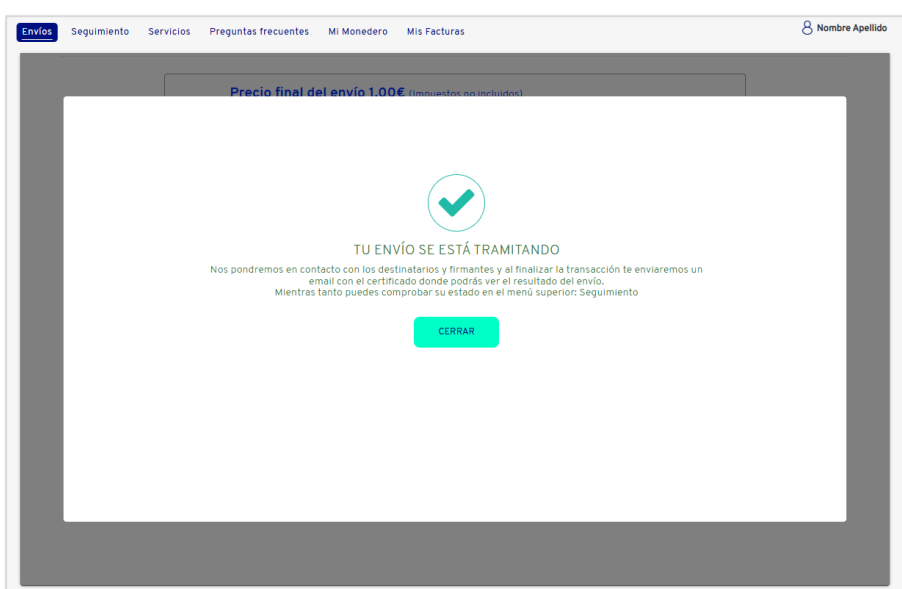 Envíos Seguimiento Servicios Preguntas frecuentes Mi Monedero Mis Facturas Nombre Apellido
Precio final del envío 1.00€ (Impuestos no incluidos)
TU ENVÍO SE ESTÁ TRAMITANDO
Nos pondremos en contacto con los destinatarios y firmantes y al finalizar la transacción te enviaremos un
email con el certificado donde podrás ver el resultado del envío.
Mientras tanto puedes comprobar su estado en el menú superior: Seguimiento
CERRAR